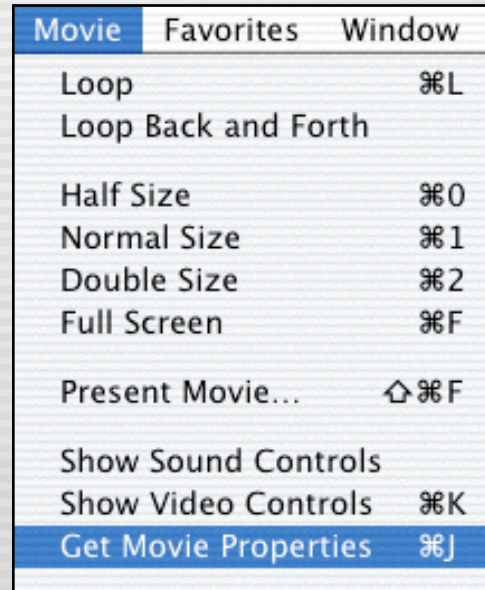 Movie Favorites Window
Loop ⌘L
Loop Back and Forth
Half Size ⌘0
Normal Size ⌘1
Double Size ⌘2
Full Screen ⌘F
Present Movie... ⇧⌘F
Show Sound Controls
Show Video Controls ⌘K
Get Movie Properties ⌘J